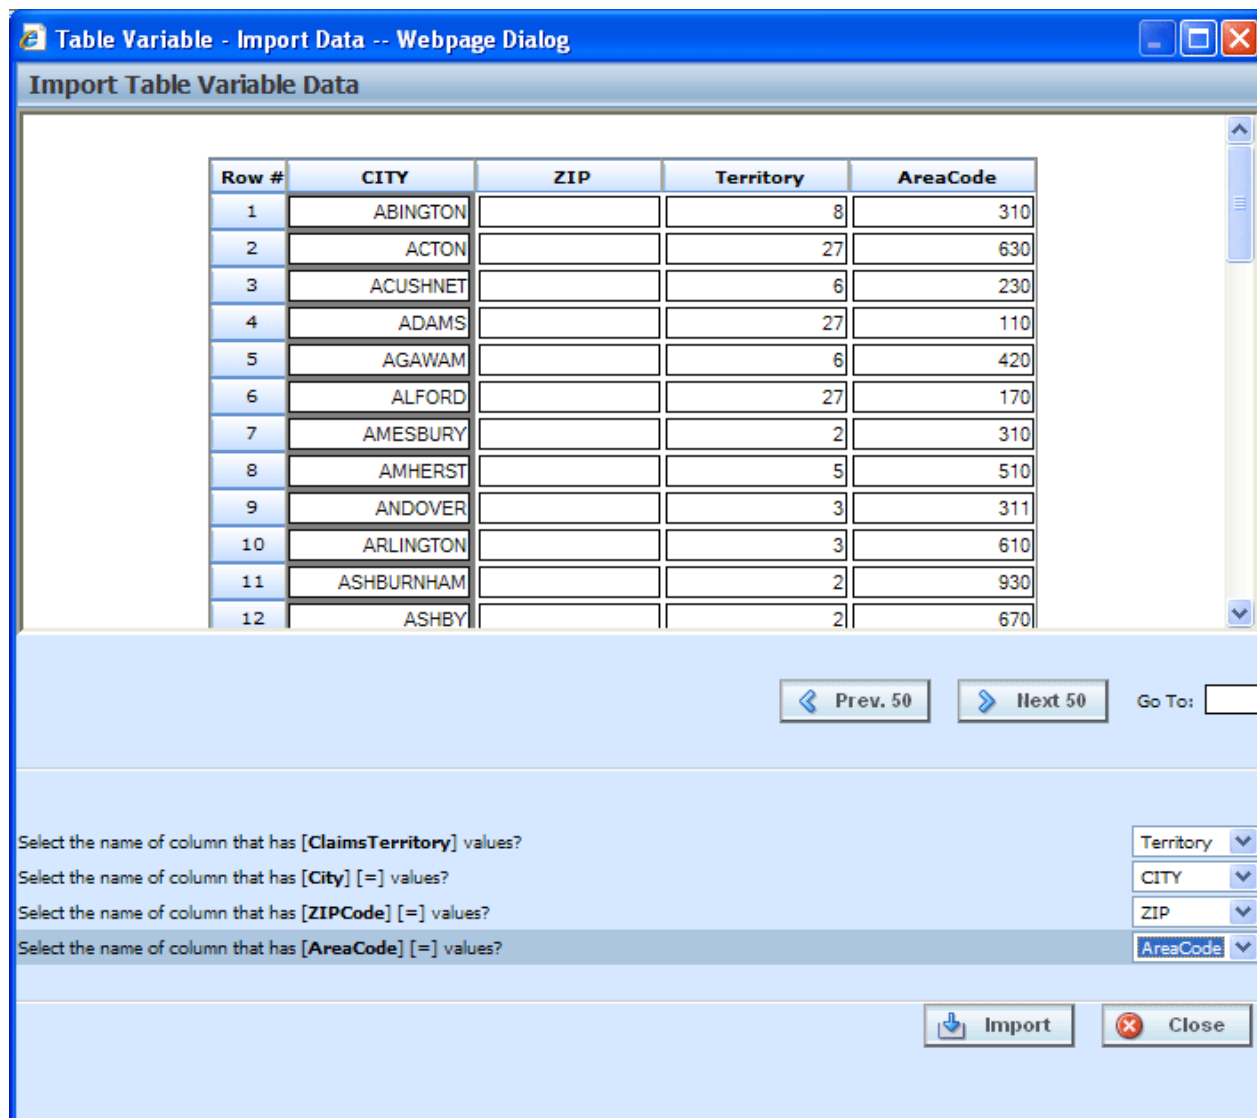 Table Variable - Import Data -- Webpage Dialog
Import Table Variable Data
Row # CITY ZIP Territory AreaCode
1 ABINGTON 8 310
2 ACTON 27 630
3 ACUSHNET 6 230
4 ADAMS 27 110
5 AGAWAM 6 420
6 ALFORD 27 170
7 AMESBURY 2 310
8 AMHERST 5 510
9 ANDOVER 3 311
10 ARLINGTON 3 610
11 ASHBURNHAM 2 930
12 ASHBY 2 670
Prev. 50 Next 50 Go To:
Select the name of column that has [ClaimsTerritory] values? Territory
Select the name of column that has [City] [=] values? CITY
Select the name of column that has [ZIPCode] [=] values? ZIP
Select the name of column that has [AreaCode] [=] values? AreaCode
Import Close